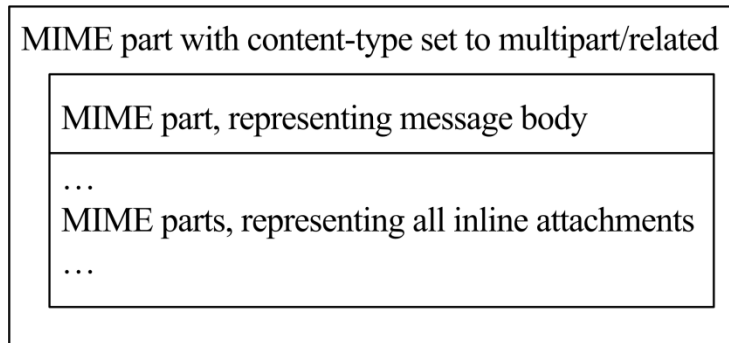 MIME part with content-type set to multipart/related
MIME part, representing message body
…
MIME parts, representing all inline attachments
…